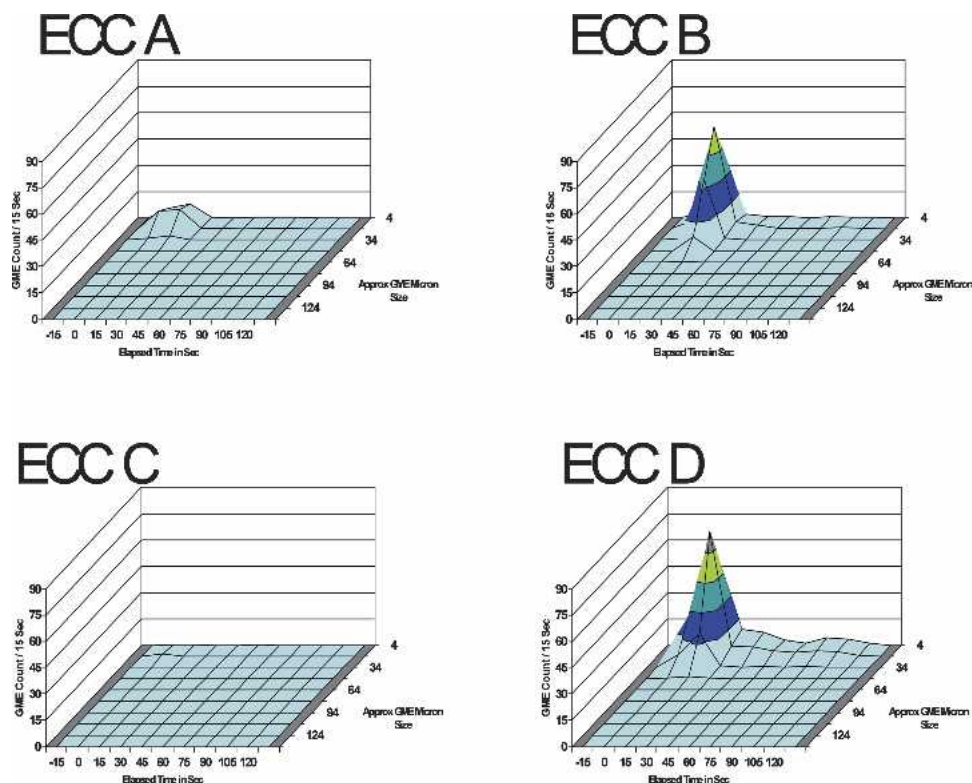 ECC A
90
75
60
45
30
15
0
GME Count / 15 Sec
-15 0 15 30 45 60 75 90 105 120
Elapsed Time in Sec
4
34
64
94
124
Approx GME Micron
Size
ECC B
90
75
60
45
30
15
0
GME Count / 15 Sec
-15 0 15 30 45 60 75 90 105 120
Elapsed Time in Sec
4
34
64
94
124
Approx GME Micron
Size
ECC C
90
75
60
45
30
15
0
GME Count / 15 Sec
-15 0 15 30 45 60 75 90 105 120
Elapsed Time in Sec
4
34
64
94
124
Approx GME Micron
Size
ECC D
90
75
60
45
30
15
0
GME Count / 15 Sec
-15 0 15 30 45 60 75 90 105 120
Elapsed Time in Sec
4
34
64
94
124
Approx GME Micron
Size